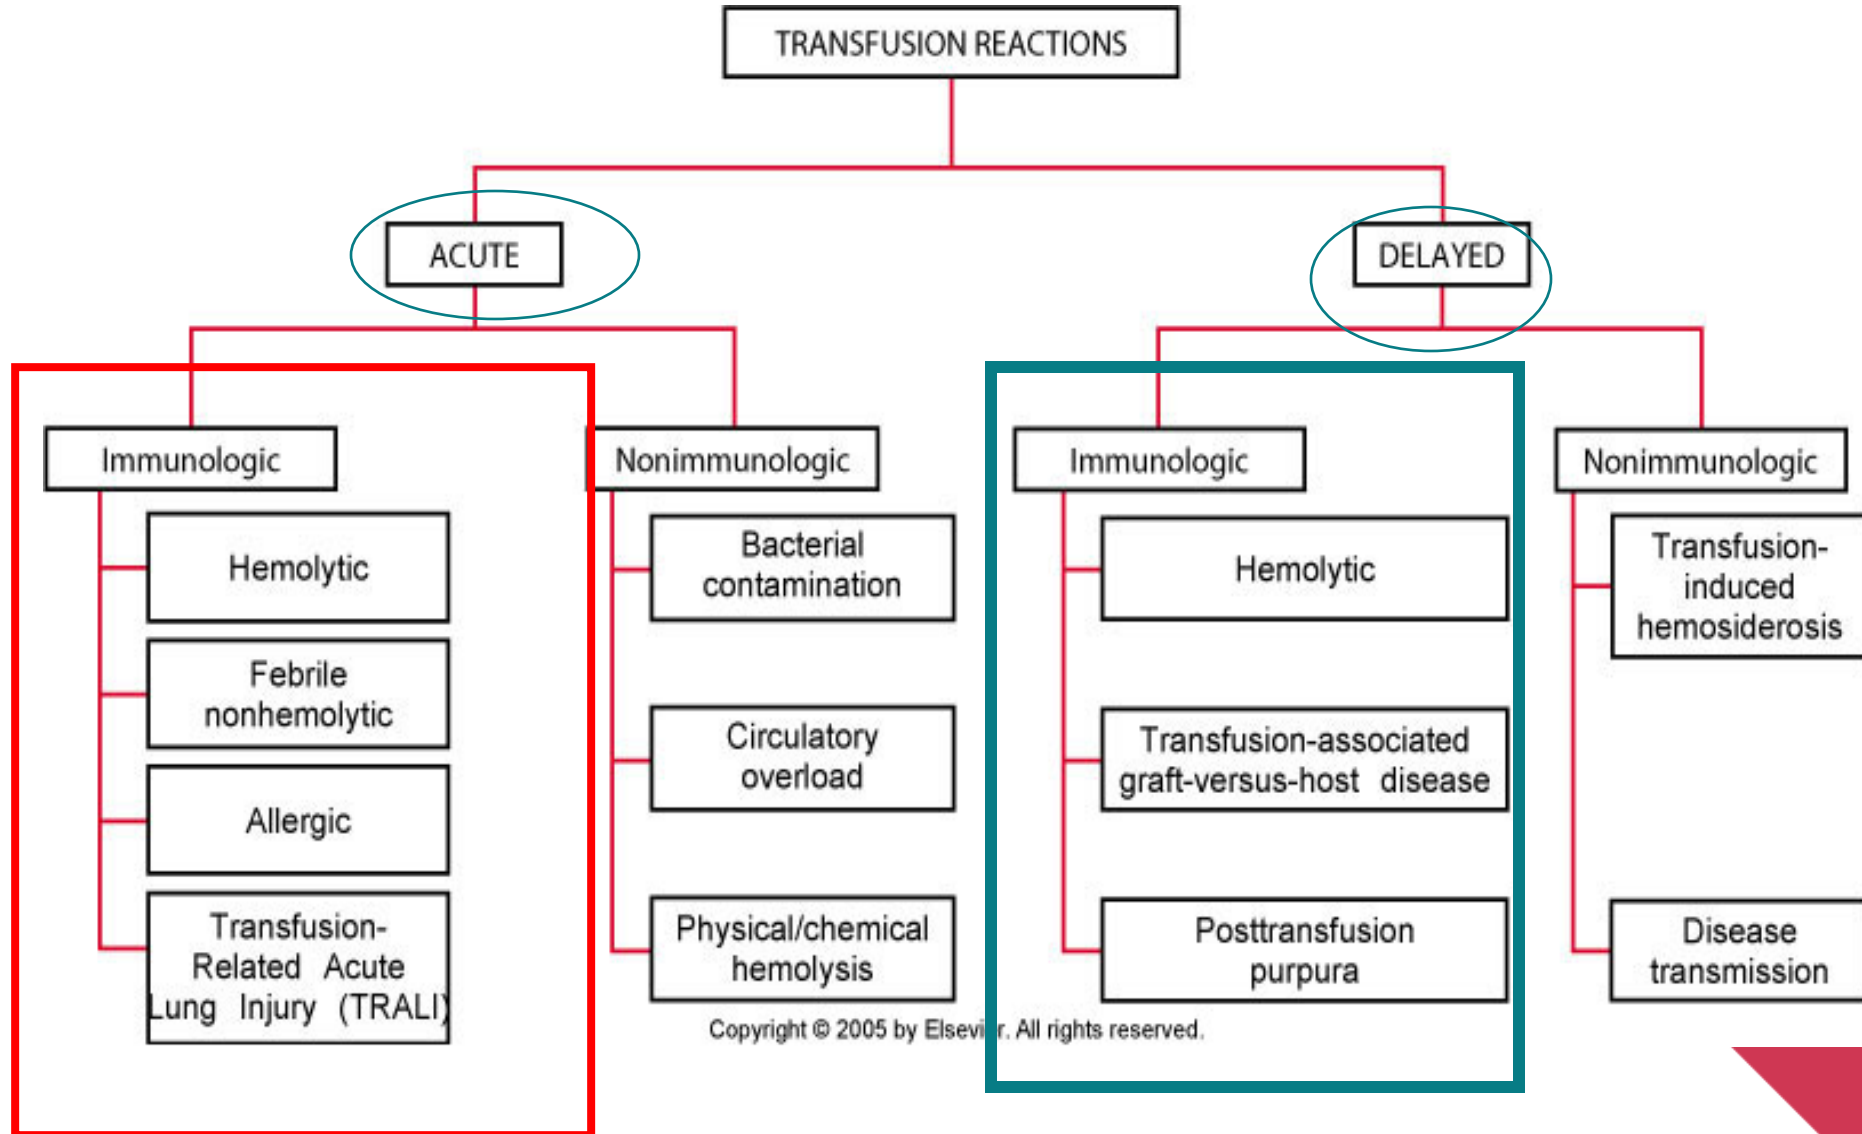 TRANSFUSION REACTIONS
ACUTE
DELAYED
Immunologic
Nonimmunologic
Immunologic
Nonimmunologic
Hemolytic
Febrile
nonhemolytic
Allergic
Transfusion-
Related Acute
Lung Injury (TRALI)
Bacterial
contamination
Circulatory
overload
Physical/chemical
hemolysis
Hemolytic
Transfusion-associated
graft-versus-host disease
Posttransfusion
purpura
Transfusion-
induced
hemosiderosis
Disease
transmission
Copyright © 2005 by Elsevier. All rights reserved.